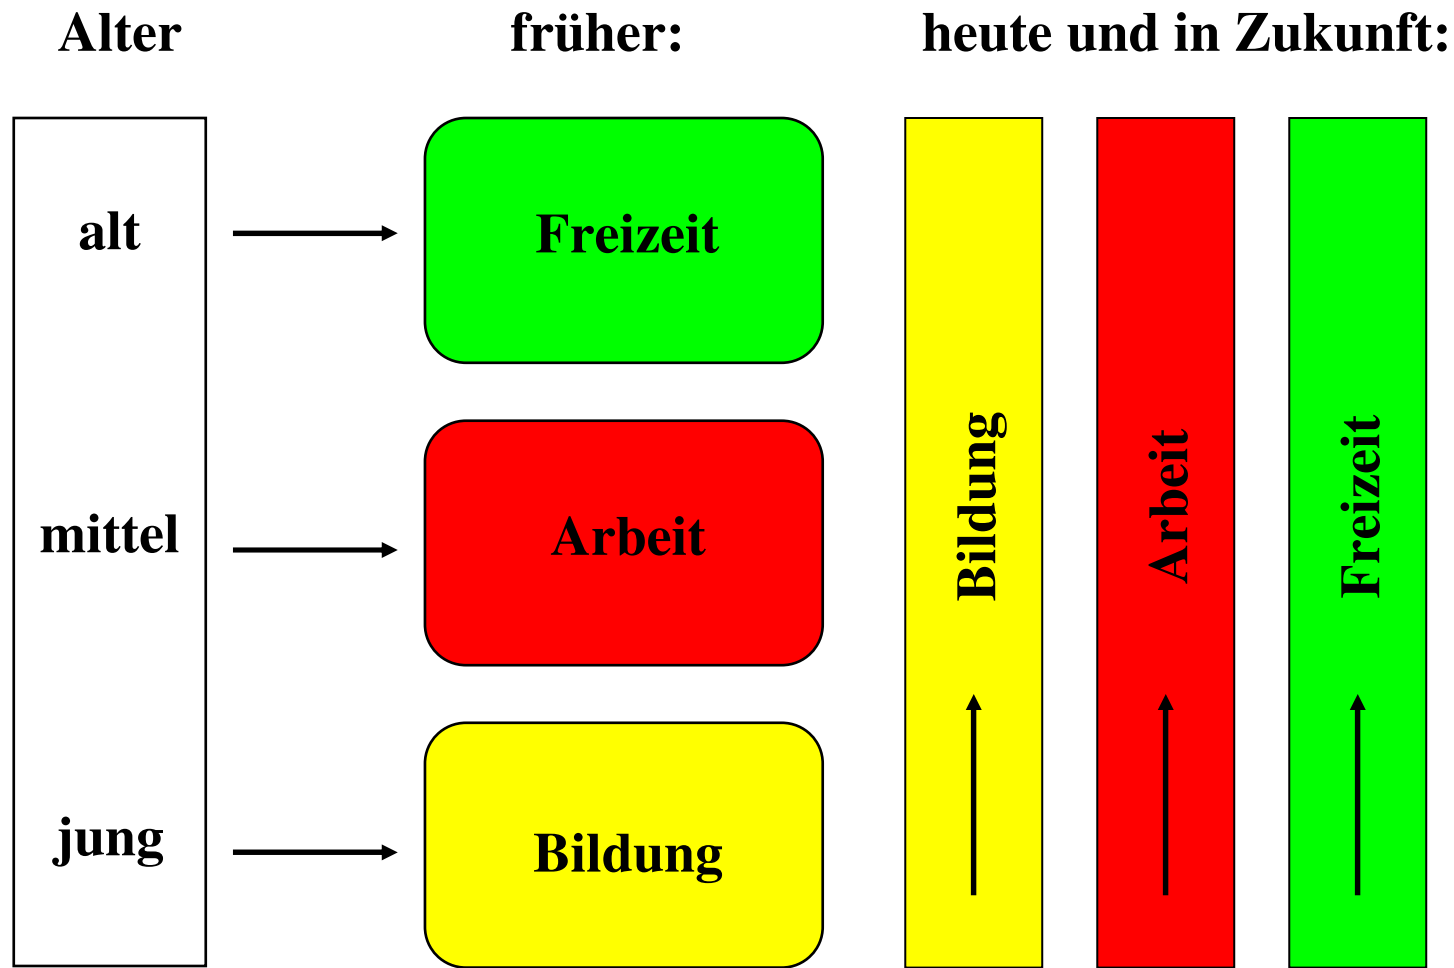 Alter früher: heute und in Zukunft:
alt Freizeit
mittel Arbeit
jung Bildung
Bildung
Arbeit
Freizeit